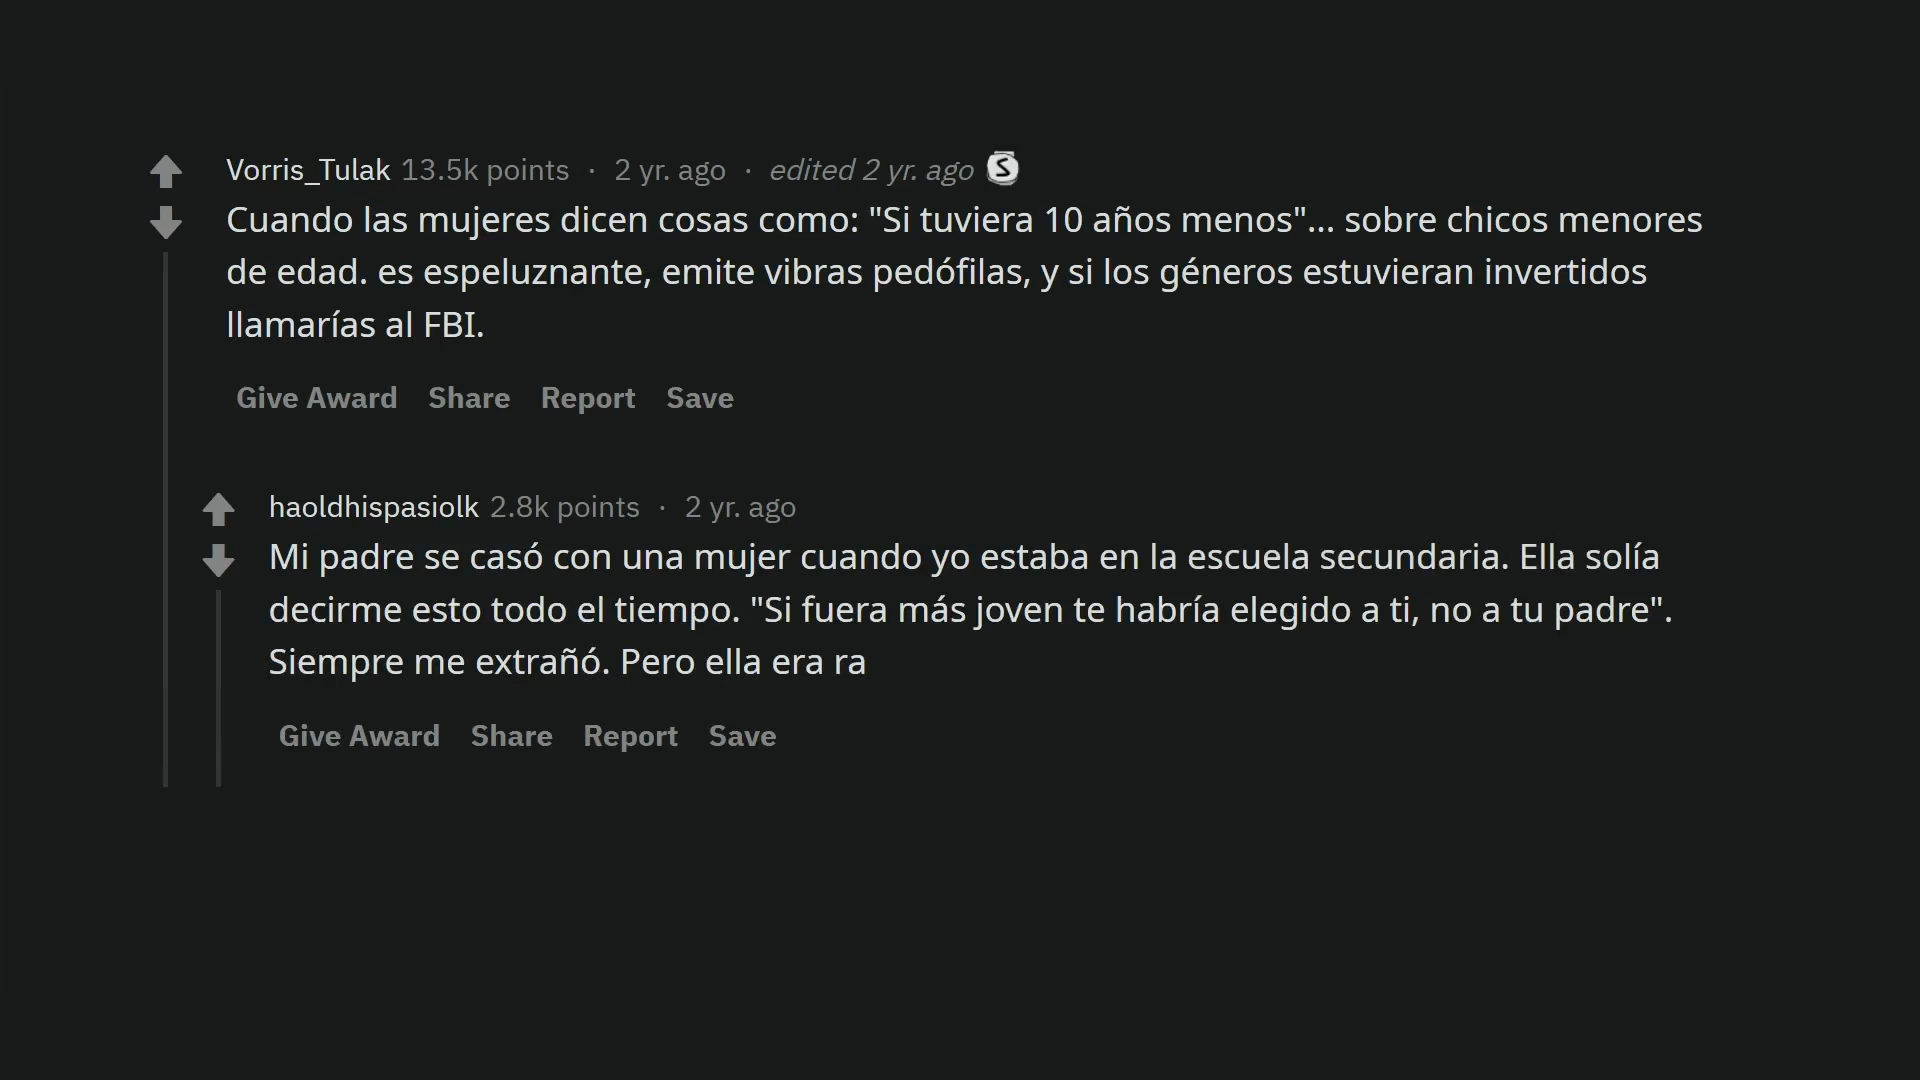 Vorris_Tulak 13.5k points · 2 yr. ago · edited 2 yr. ago S
Cuando las mujeres dicen cosas como: "Si tuviera 10 años menos"... sobre chicos menores
de edad. es espeluznante, emite vibras pedófilas, y si los géneros estuvieran invertidos
llamarías al FBI.
Give Award Share Report Save
haoldhispasiolk 2.8k points · 2 yr. ago
Mi padre se casó con una mujer cuando yo estaba en la escuela secundaria. Ella solía
decirme esto todo el tiempo. "Si fuera más joven te habría elegido a ti, no a tu padre".
Siempre me extrañó. Pero ella era ra
Give Award Share Report Save